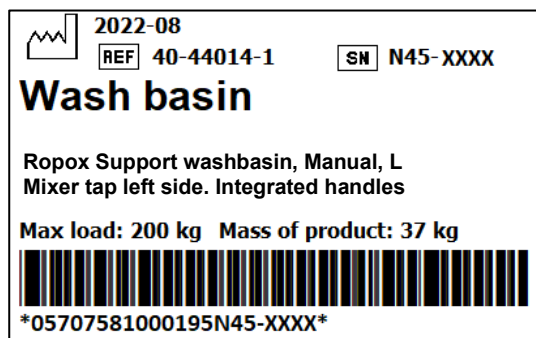 2022-08
REF 40-44014-1 SN N45-XXXX
Wash basin
Ropox Support washbasin, Manual, L
Mixer tap left side. Integrated handles
Max load: 200 kg Mass of product: 37 kg
*05707581000195N45-XXXX*